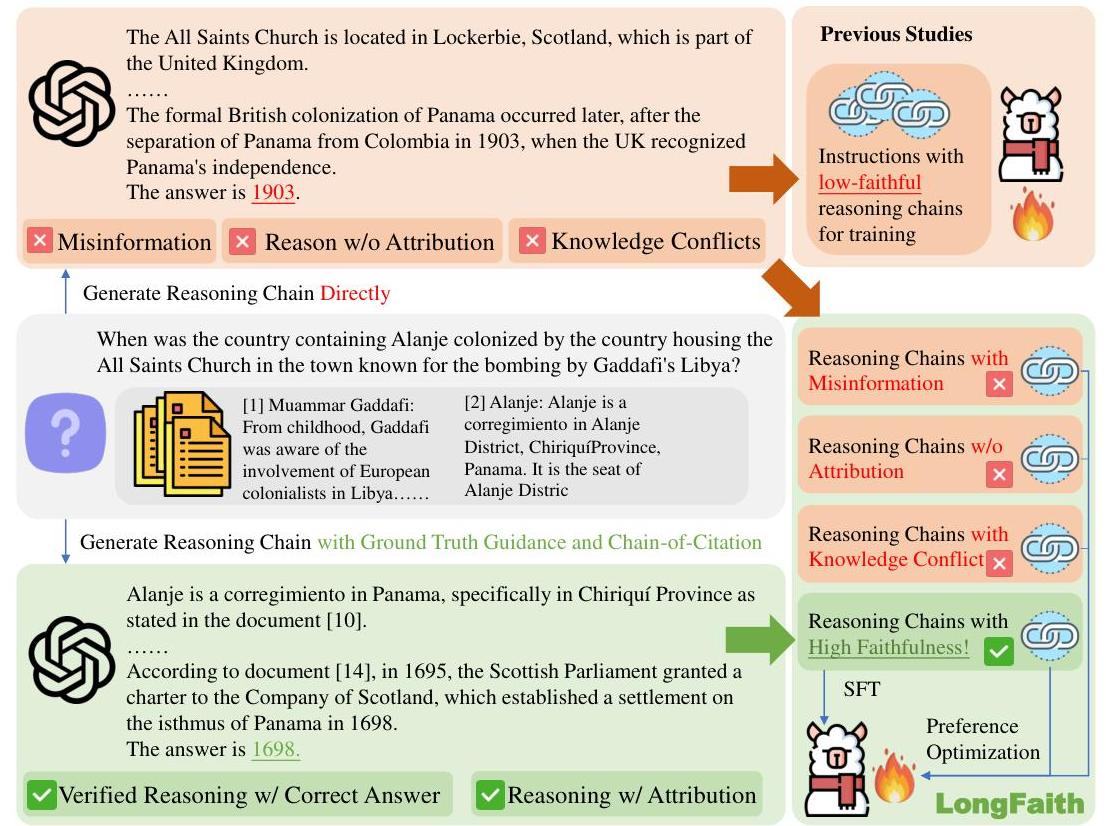 The All Saints Church is located in Lockerbie, Scotland, which is part of
the United Kingdom.
……
The formal British colonization of Panama occurred later, after the
separation of Panama from Colombia in 1903, when the UK recognized
Panama's independence.
The answer is 1903.
Misinformation
Reason w/o Attribution
Knowledge Conflicts
Previous Studies
Instructions with
low-faithful
reasoning chains
for training
Generate Reasoning Chain Directly
When was the country containing Alanje colonized by the country housing the
All Saints Church in the town known for the bombing by Gaddafi's Libya?
[1] Muammar Gaddafi:
From childhood, Gaddafi
was aware of the
involvement of European
colonialists in Libya……
[2] Alanje: Alanje is a
corregimiento in Alanje
District, ChiriquíProvince,
Panama. It is the seat of
Alanje Distric
Generate Reasoning Chain with Ground Truth Guidance and Chain-of-Citation
Alanje is a corregimiento in Panama, specifically in Chiriquí Province as
stated in the document [10].
……
According to document [14], in 1695, the Scottish Parliament granted a
charter to the Company of Scotland, which established a settlement on
the isthmus of Panama in 1698.
The answer is 1698.
Verified Reasoning w/ Correct Answer
Reasoning w/ Attribution
Reasoning Chains with
Misinformation
Reasoning Chains w/o
Attribution
Reasoning Chains with
Knowledge Conflict
Reasoning Chains with
High Faithfulness!
SFT
Preference
Optimization
LongFaith